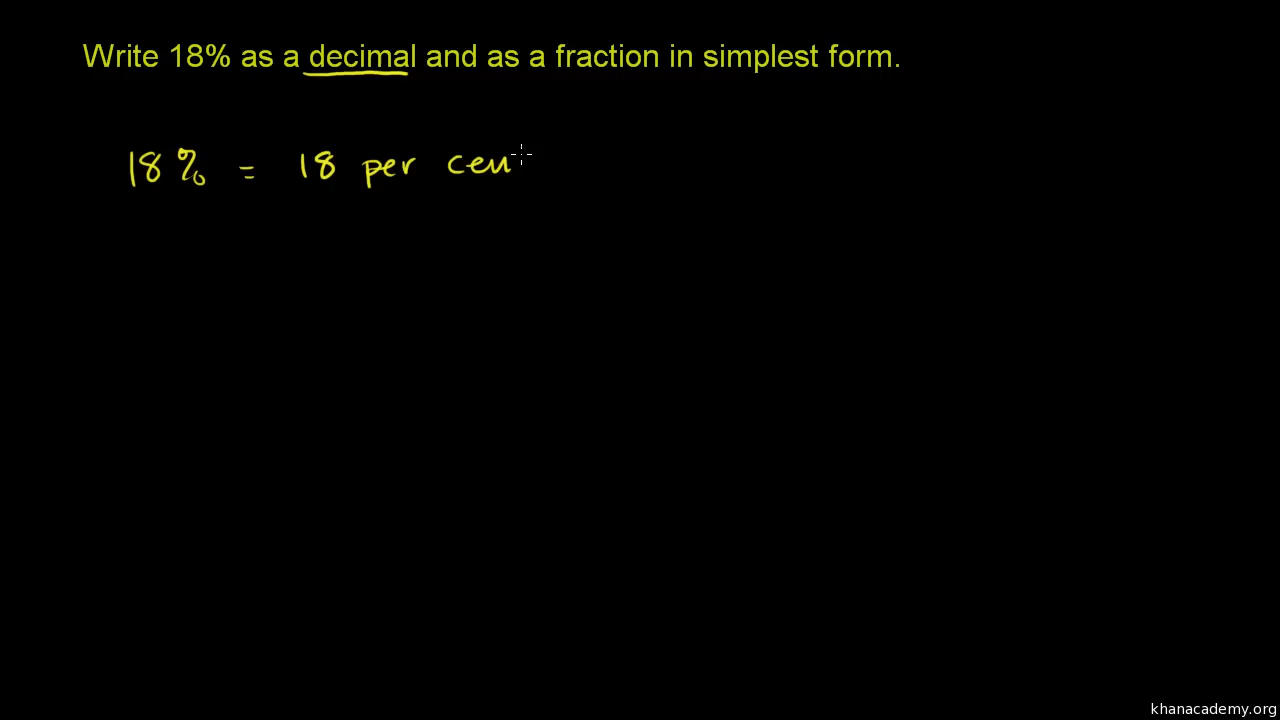 Write 18% as a decimal and as a fraction in simplest form.
18% = 18 per cen
khanacademy.org